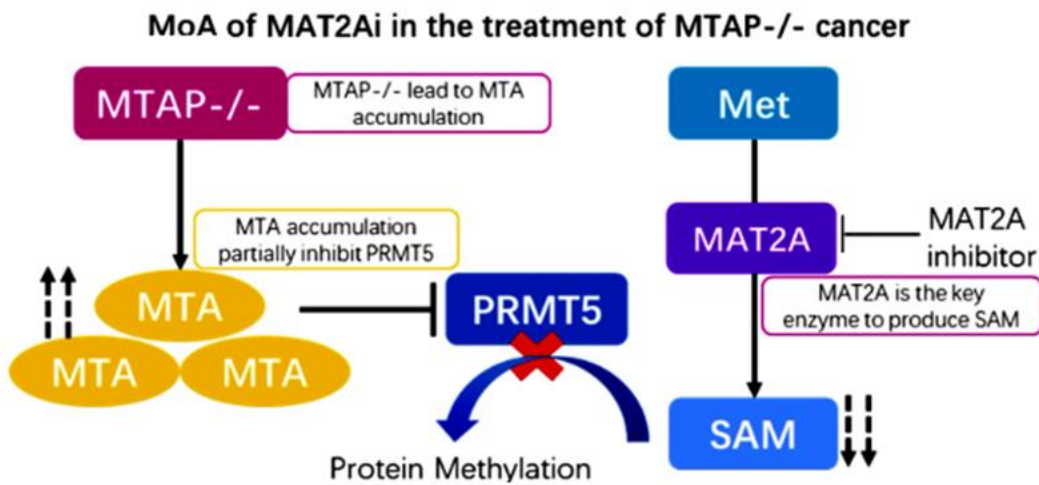 MoA of MAT2Ai in the treatment of MTAP-/- cancer
MTAP-/-
MTAP-/- lead to MTA
accumulation
Met
MTA accumulation
partially inhibit PRMT5
MAT2A
MAT2A
inhibitor
MTA
MTA
MTA
PRMT5
MAT2A is the key
enzyme to produce SAM
SAM
Protein Methylation